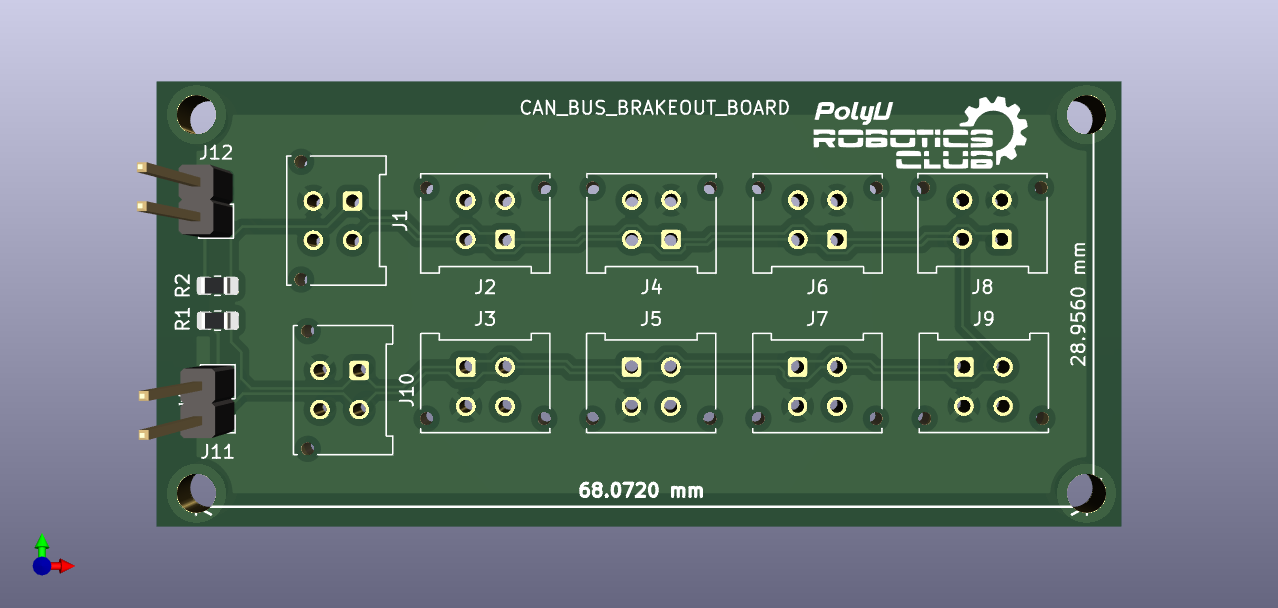 CAN_BUS_BRAKEOUT_BOARD
PolyU
ROBOTICS
CLUB
J12
J1
R2
J2
J4
J6
J8
28.9560 mm
R1
J3
J5
J7
J9
J10
J11
68.0720 mm